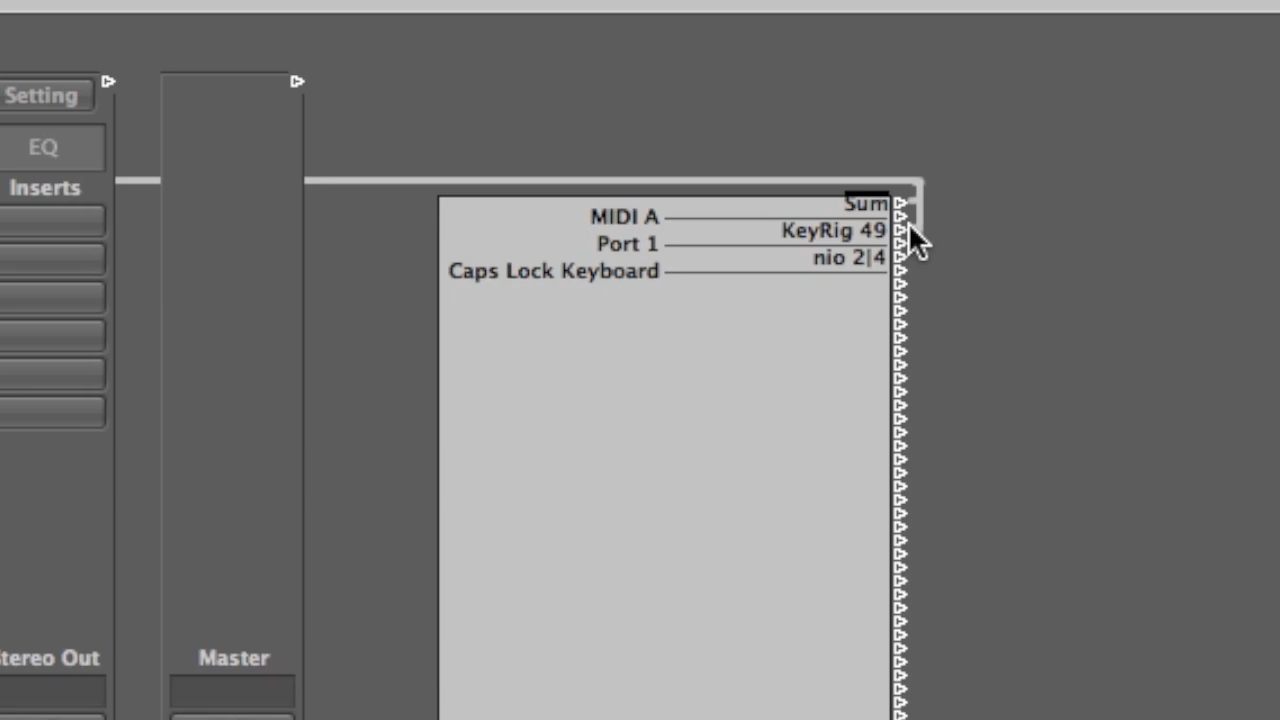 Setting
EQ
Inserts
Sum
MIDI A
KeyRig 49
Port 1
nio 2|4
Caps Lock Keyboard
tereo Out
Master